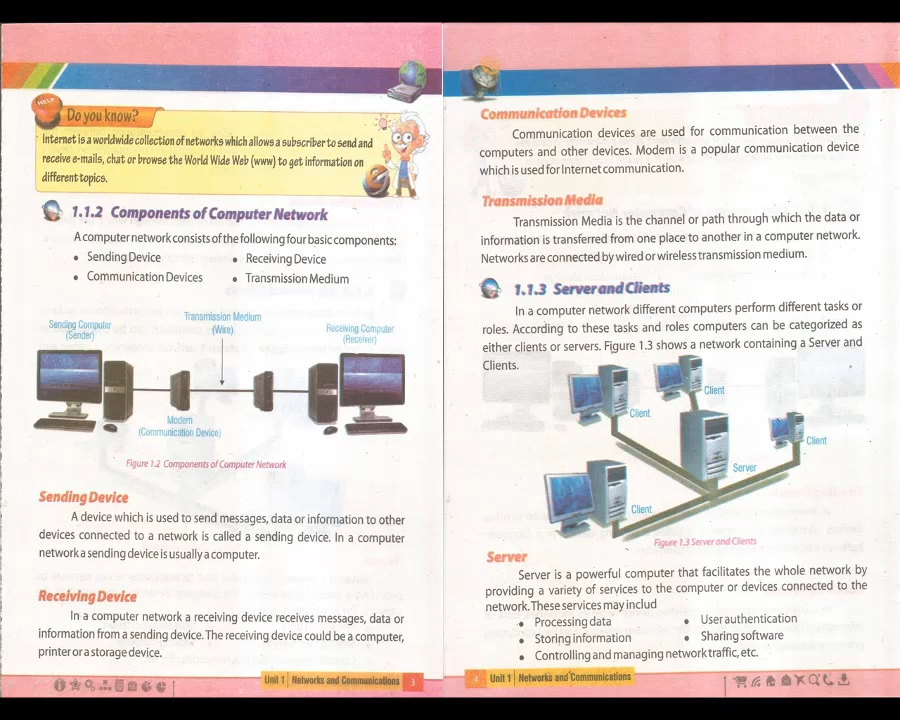 HELP
Do you know?
Internet is a worldwide collection of networks which allows a subscriber to send and
receive e-mails, chat or browse the World Wide Web (www) to get information on
different topics.
1.1.2 Components of Computer Network
A computer network consists of the following four basic components:
• Sending Device
• Receiving Device
• Communication Devices
• Transmission Medium
Sending Computer
(Sender)
Transmission Medium
(Wire)
Receiving Computer
(Receiver)
Modem
(Communication Device)
Figure 1.2 Components of Computer Network
Sending Device
A device which is used to send messages, data or information to other
devices connected to a network is called a sending device. In a computer
network a sending device is usually a computer.
Receiving Device
In a computer network a receiving device receives messages, data or
information from a sending device. The receiving device could be a computer,
printer or a storage device.
Unit 1 | Networks and Communications 3
Communication Devices
Communication devices are used for communication between the
computers and other devices. Modem is a popular communication device
which is used for Internet communication.
Transmission Media
Transmission Media is the channel or path through which the data or
information is transferred from one place to another in a computer network.
Networks are connected by wired or wireless transmission medium.
1.1.3 Server and Clients
In a computer network different computers perform different tasks or
roles. According to these tasks and roles computers can be categorized as
either clients or servers. Figure 1.3 shows a network containing a Server and
Clients.
Client
Client
Client
Server
Client
Figure 1.3 Server and Clients
Server
Server is a powerful computer that facilitates the whole network by
providing a variety of services to the computer or devices connected to the
network. These services may include
• Processing data
• User authentication
• Storing information
• Sharing software
• Controlling and managing network traffic, etc.
4 Unit 1 | Networks and Communications